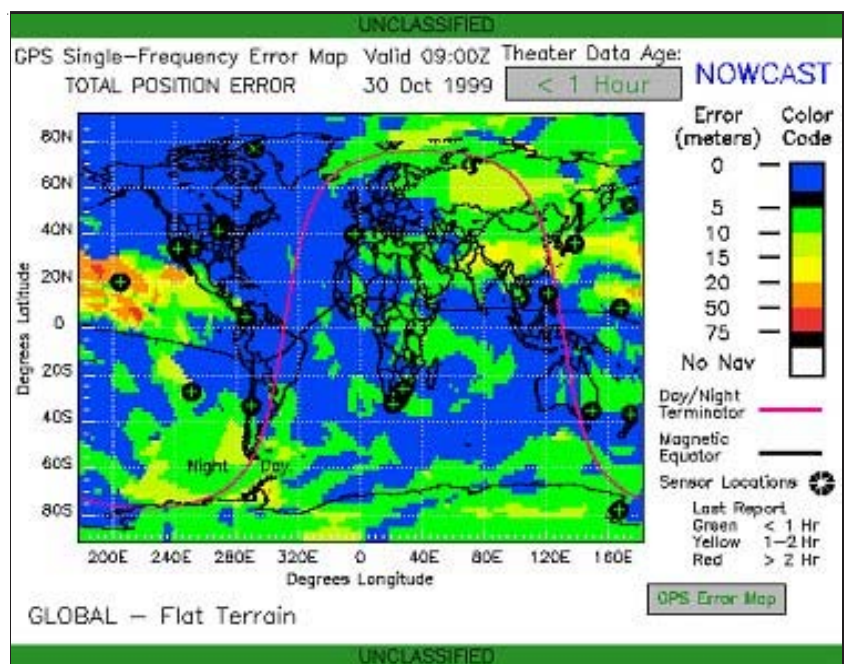 UNCLASSIFIED
GPS Single-Frequency Error Map Valid 09:00Z Theater Data Age:
TOTAL POSITION ERROR 30 Oct 1999 < 1 Hour
NOWCAST
Error (meters)
Color Code
0
5
10
15
20
50
75
No Nav
Day/Night
Terminator
Magnetic
Equator
Sensor Locations
Last Report
Green < 1 Hr
Yellow 1-2 Hr
Red > 2 Hr
GPS Error Map
Degrees Latitude
80N
60N
40N
20N
0
20S
40S
60S
80S
Night Day
200E 240E 280E 320E 0 40E 80E 120E 160E
Degrees Longitude
GLOBAL - Flat Terrain
UNCLASSIFIED